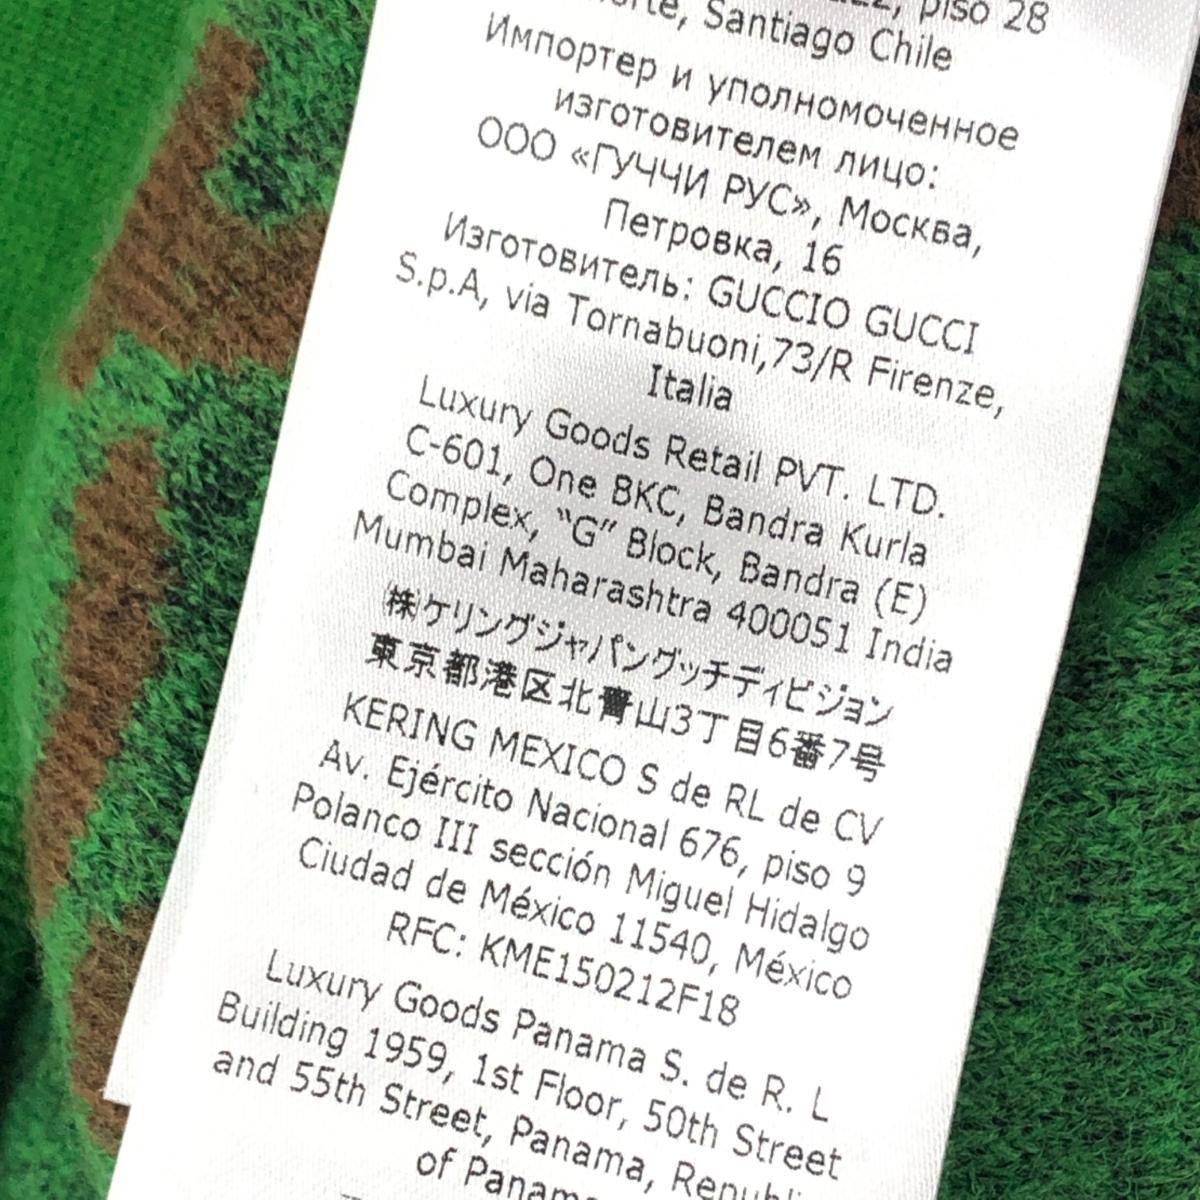 piso 28
Santiago Chile
Импортер и уполномоченное
изготовителем лицо:
ООО «ГУЧЧИ РУС», Москва,
Петровка, 16
Изготовитель: GUCCIO GUCCI
S.p.A, via Tornabuoni,73/R Firenze,
Italia
Luxury Goods Retail PVT. LTD.
C-601, One BKC, Bandra Kurla
Complex, “G” Block, Bandra (E)
Mumbai Maharashtra 400051 India
㈱ケリングジャパングッチディビジョン
東京都港区北青山3丁目6番7号
KERING MEXICO S de RL de CV
Av. Ejército Nacional 676, piso 9
Polanco III sección Miguel Hidalgo
Ciudad de México 11540, México
RFC: KME150212F18
Luxury Goods Panama S. de R. L
Building 1959, 1st Floor, 50th Street
and 55th Street, Panama,
of